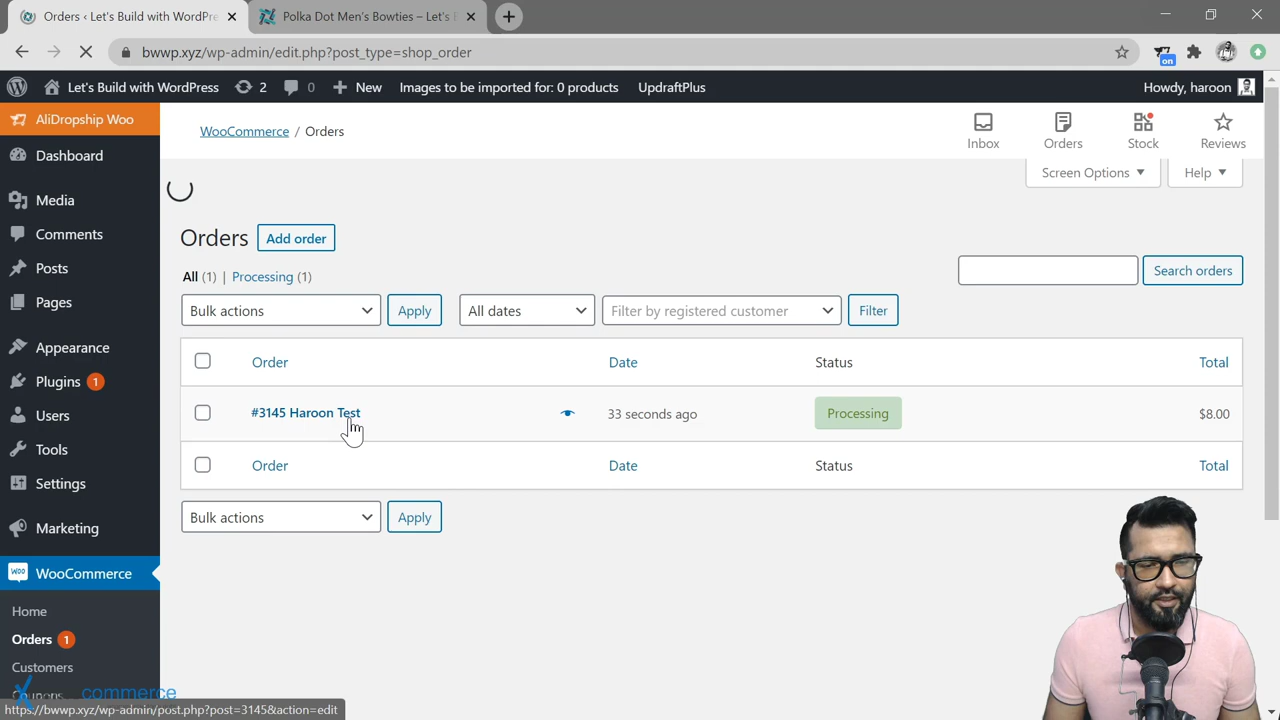 Orders ‹ Let's Build with WordPre
Polka Dot Men's Bowties – Let's B
bwwp.xyz/wp-admin/edit.php?post_type=shop_order
on
Let's Build with WordPress
2
0
New
Images to be imported for: 0 products
UpdraftPlus
Howdy, haroon
AliDropship Woo
Dashboard
Media
Comments
Posts
Pages
Appearance
Plugins 1
Users
Tools
Settings
Marketing
WooCommerce
Home
Orders 1
Customers
Coupons
WooCommerce / Orders
Inbox
Orders
Stock
Reviews
Screen Options
Help
Orders
Add order
All (1) | Processing (1)
Search orders
Bulk actions
Apply
All dates
Filter by registered customer
Filter
Order
Date
Status
Total
#3145 Haroon Test
33 seconds ago
Processing
$8.00
Order
Date
Status
Total
Bulk actions
Apply
commerce
https://bwwp.xyz/wp-admin/post.php?post=3145&action=edit